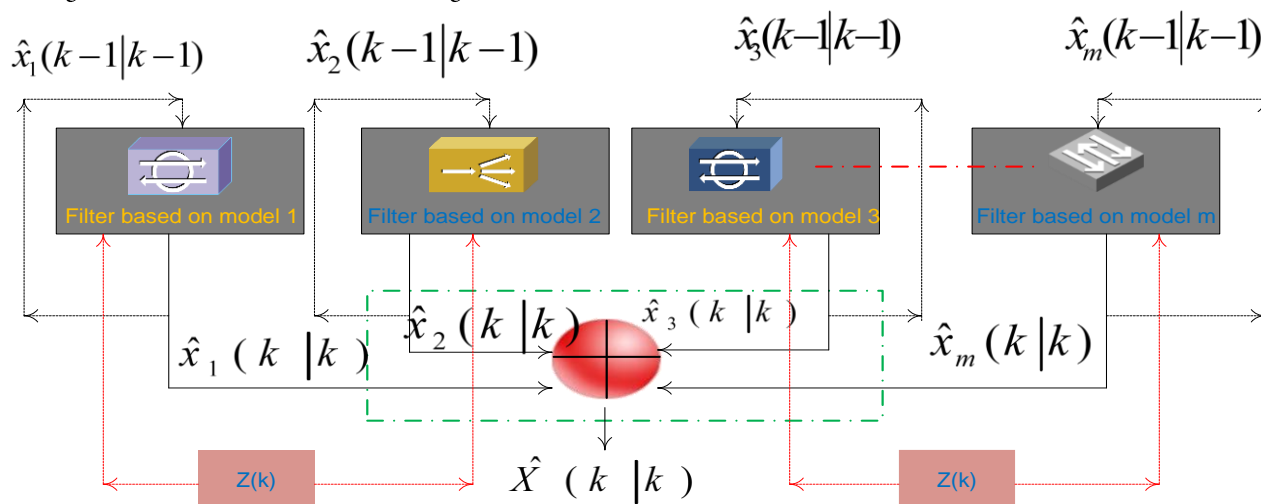 x̂₁(k−1|k−1)
x̂₂(k−1|k−1)
x̂₃(k−1|k−1)
x̂ₘ(k−1|k−1)
Filter based on model 1
Filter based on model 2
Filter based on model 3
Filter based on model m
x̂₁(k|k)
x̂₂(k|k)
x̂₃(k|k)
x̂ₘ(k|k)
Z(k)
X̂(k|k)
Z(k)